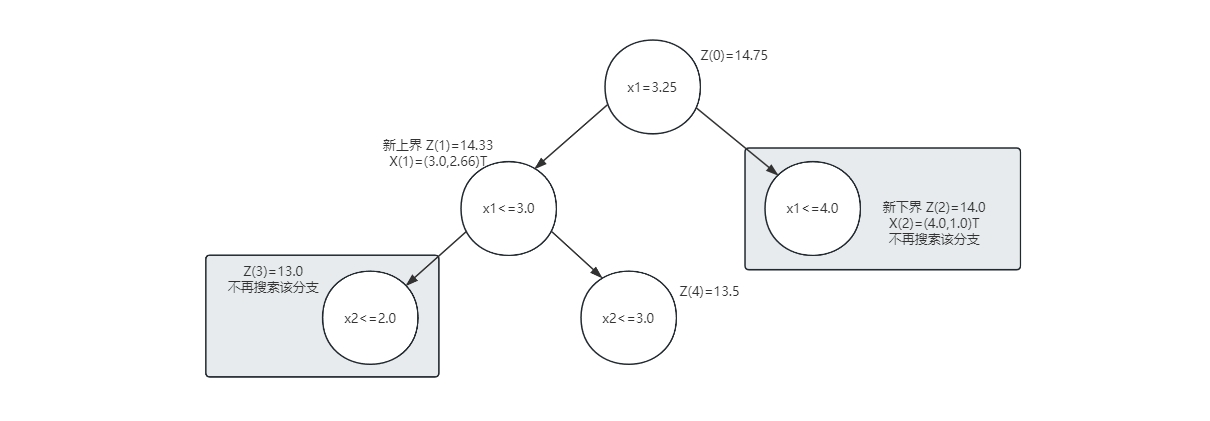 Z(0)=14.75
x1=3.25
新上界 Z(1)=14.33
X(1)=(3.0,2.66)T
x1<=3.0
x1<=4.0
新下界 Z(2)=14.0
X(2)=(4.0,1.0)T
不再搜索该分支
Z(3)=13.0
不再搜索该分支
x2<=2.0
x2<=3.0
Z(4)=13.5